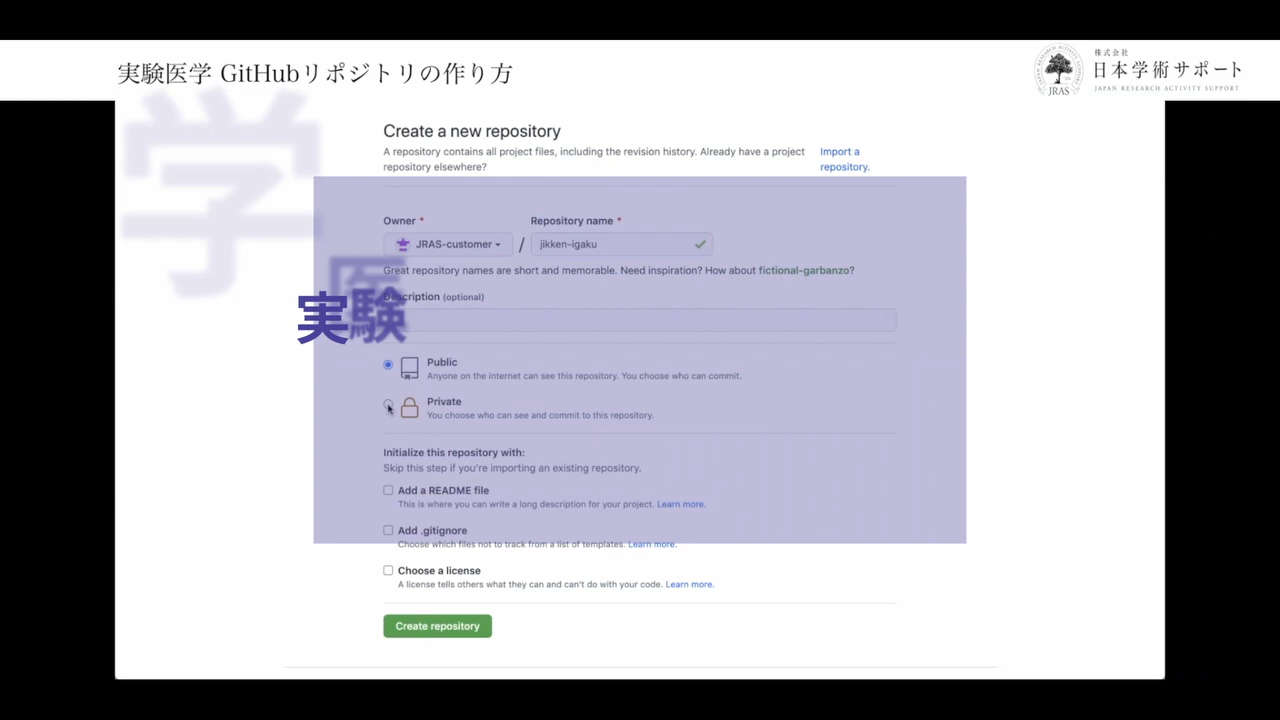 実験医学 GitHubリポジトリの作り方
株式会社
日本学術サポート
JAPAN RESEARCH ACTIVITY SUPPORT
JRAS
学
医
実験
Create a new repository
A repository contains all project files, including the revision history. Already have a project
repository elsewhere?
Import a
repository.
Owner *
Repository name *
JRAS-customer
/
jikken-igaku
Great repository names are short and memorable. Need inspiration? How about fictional-garbanzo?
Description (optional)
Public
Anyone on the internet can see this repository. You choose who can commit.
Private
You choose who can see and commit to this repository.
Initialize this repository with:
Skip this step if you're importing an existing repository.
Add a README file
This is where you can write a long description for your project. Learn more.
Add .gitignore
Choose which files not to track from a list of templates. Learn more.
Choose a license
A license tells others what they can and can't do with your code. Learn more.
Create repository